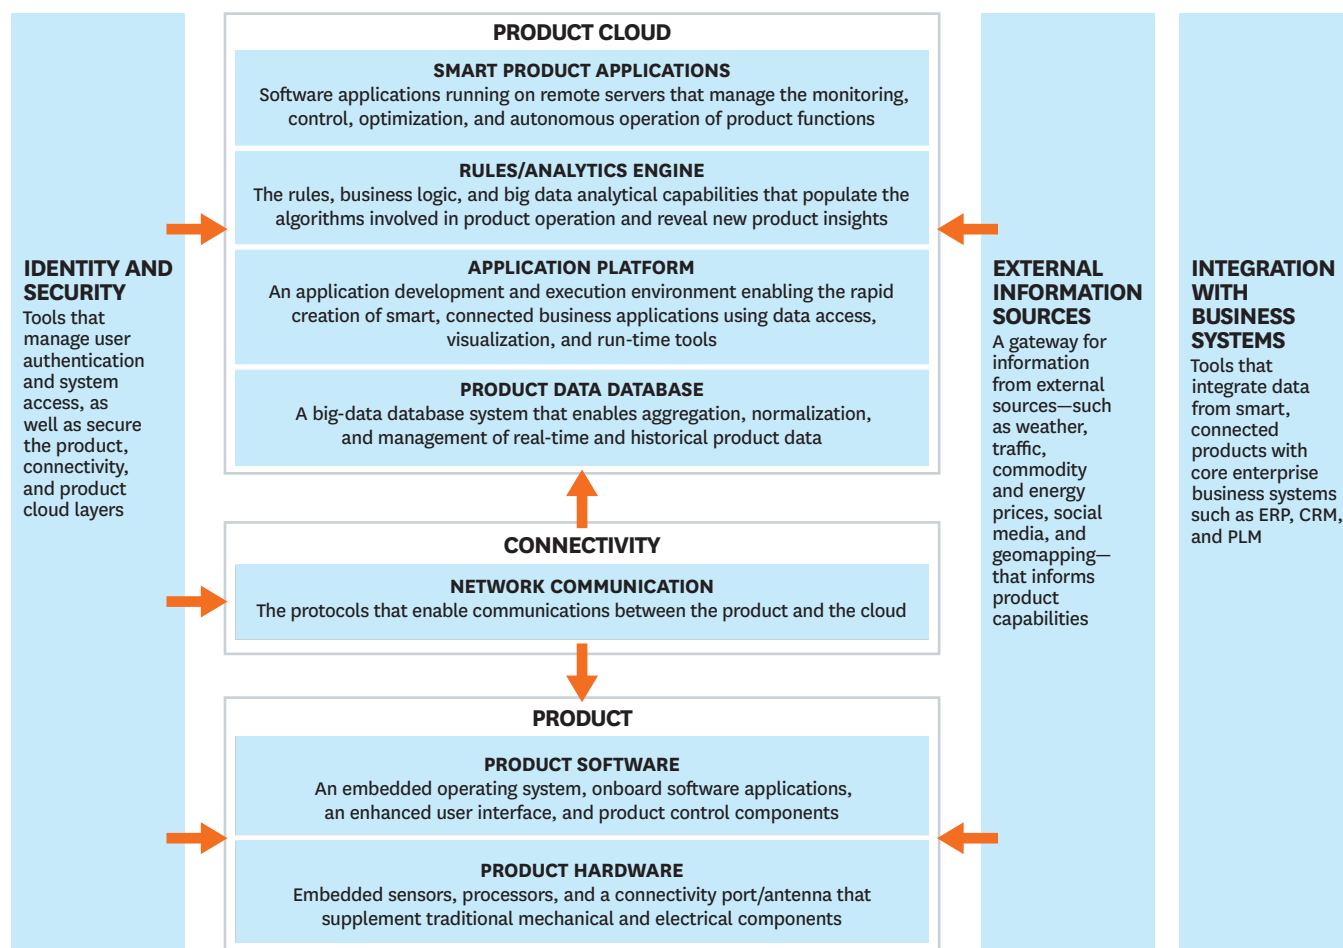 PRODUCT CLOUD
SMART PRODUCT APPLICATIONS
Software applications running on remote servers that manage the monitoring,
control, optimization, and autonomous operation of product functions
RULES/ANALYTICS ENGINE
The rules, business logic, and big data analytical capabilities that populate the
algorithms involved in product operation and reveal new product insights
APPLICATION PLATFORM
An application development and execution environment enabling the rapid
creation of smart, connected business applications using data access,
visualization, and run-time tools
PRODUCT DATA DATABASE
A big-data database system that enables aggregation, normalization,
and management of real-time and historical product data
CONNECTIVITY
NETWORK COMMUNICATION
The protocols that enable communications between the product and the cloud
PRODUCT
PRODUCT SOFTWARE
An embedded operating system, onboard software applications,
an enhanced user interface, and product control components
PRODUCT HARDWARE
Embedded sensors, processors, and a connectivity port/antenna that
supplement traditional mechanical and electrical components
IDENTITY AND
SECURITY
Tools that
manage user
authentication
and system
access, as
well as secure
the product,
connectivity,
and product
cloud layers
EXTERNAL
INFORMATION
SOURCES
A gateway for
information
from external
sources—such
as weather,
traffic,
commodity
and energy
prices, social
media, and
geomapping—
that informs
product
capabilities
INTEGRATION
WITH
BUSINESS
SYSTEMS
Tools that
integrate data
from smart,
connected
products with
core enterprise
business systems
such as ERP, CRM,
and PLM